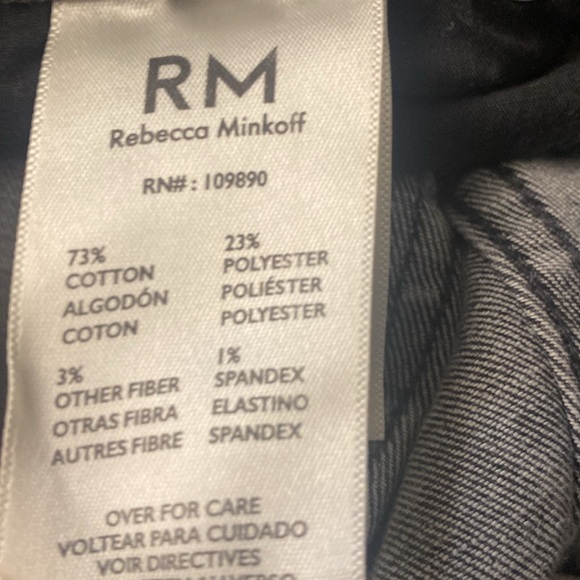 RM
Rebecca Minkoff
RN#: 109890
73%
COTTON
ALGODÓN
COTON
23%
POLYESTER
POLIÉSTER
POLYESTER
3%
OTHER FIBER
OTRAS FIBRA
AUTRES FIBRE
1%
SPANDEX
ELASTINO
SPANDEX
OVER FOR CARE
VOLTEAR PARA CUIDADO
VOIR DIRECTIVES